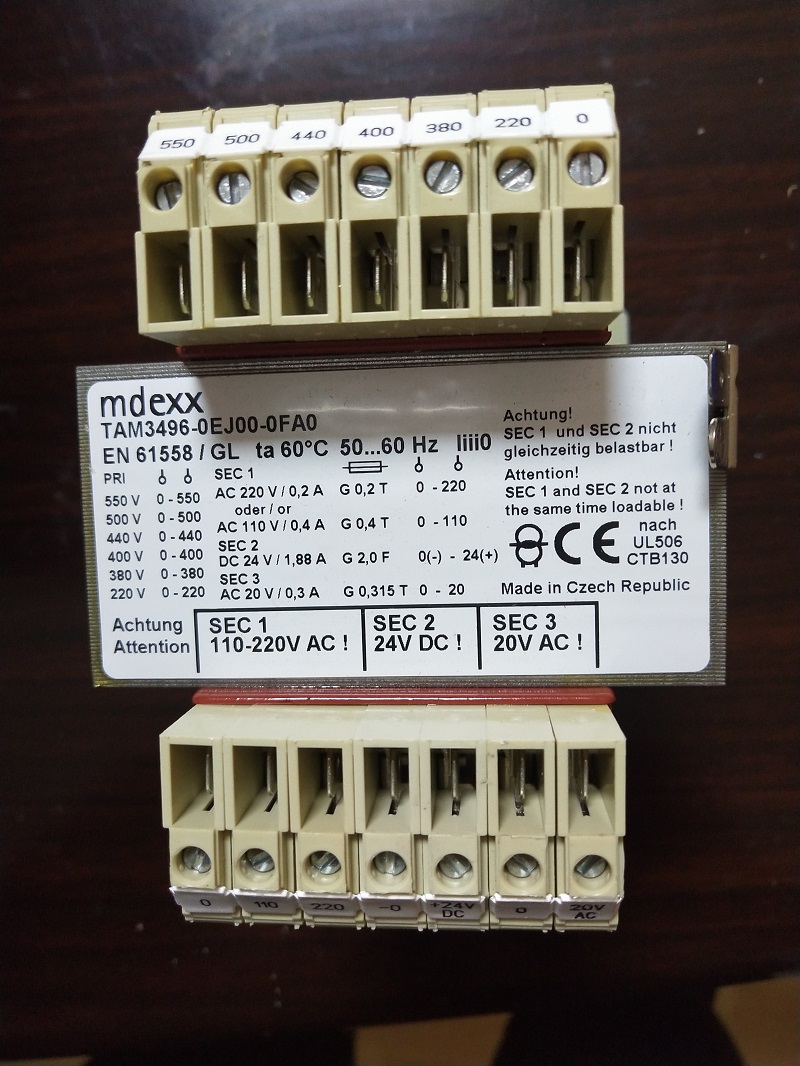 550 500 440 400 380 220 0
mdexx
TAM3496-0EJ00-0FA0
EN 61558 / GL ta 60°C 50...60 Hz Iiii0
PRI
550 V 0 - 550
500 V 0 - 500
440 V 0 - 440
400 V 0 - 400
380 V 0 - 380
220 V 0 - 220
SEC 1
AC 220 V / 0,2 A G 0,2 T 0 - 220
oder / or
AC 110 V / 0,4 A G 0,4 T 0 - 110
SEC 2
DC 24 V / 1,88 A G 2,0 F 0(-) - 24(+)
SEC 3
AC 20 V / 0,3 A G 0,315 T 0 - 20
Achtung!
SEC 1 und SEC 2 nicht
gleichzeitig belastbar !
Attention!
SEC 1 and SEC 2 not at
the same time loadable !
CE
nach
UL506
CTB130
Made in Czech Republic
Achtung
Attention
SEC 1
110-220V AC !
SEC 2
24V DC !
SEC 3
20V AC !
0 110 220 -0 +24V DC 0 20V AC